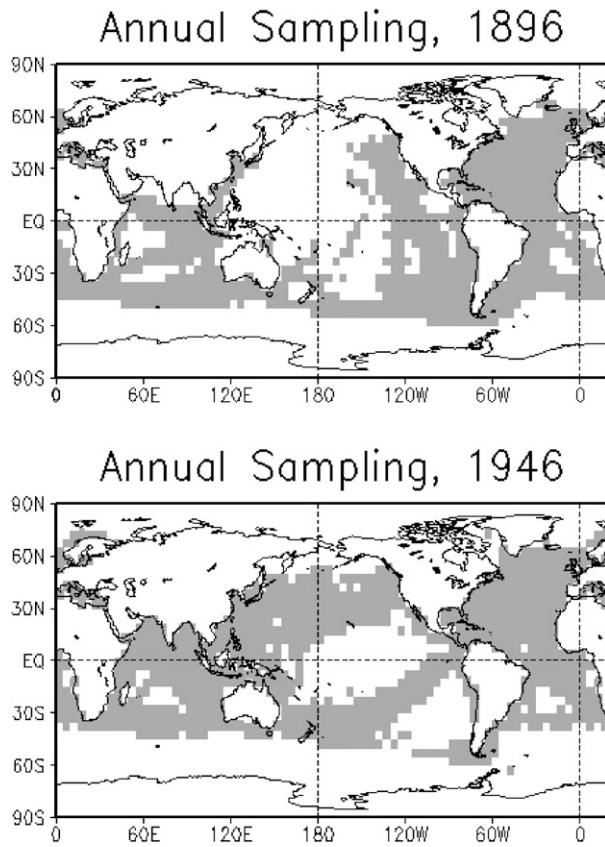 Annual Sampling, 1896
90N
60N
30N
EQ
30S
60S
90S
0 60E 120E 180 120W 60W 0
Annual Sampling, 1946
90N
60N
30N
EQ
30S
60S
90S
0 60E 120E 180 120W 60W 0